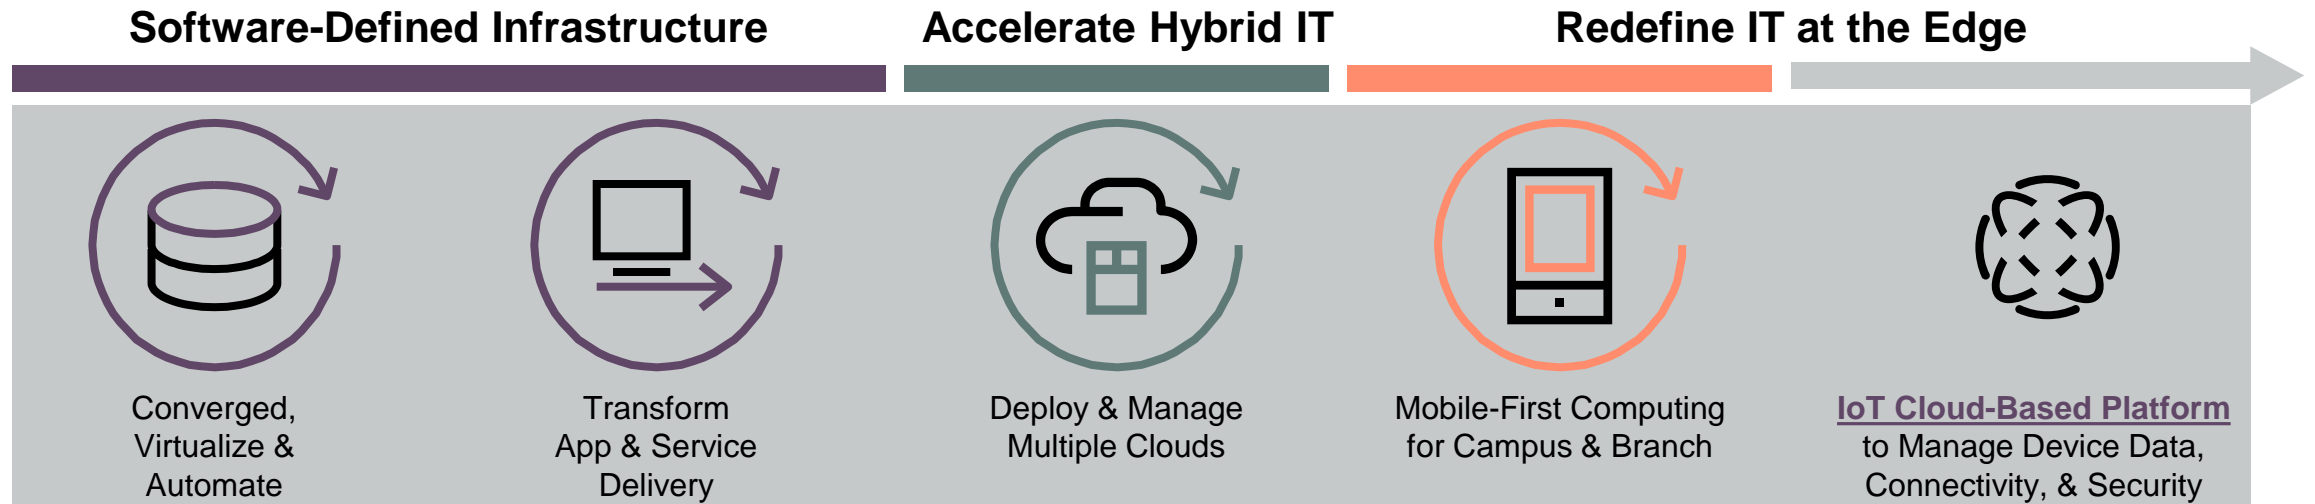 Software-Defined Infrastructure
Accelerate Hybrid IT
Redefine IT at the Edge
Converged,
Virtualize &
Automate
Transform
App & Service
Delivery
Deploy & Manage
Multiple Clouds
Mobile-First Computing
for Campus & Branch
IoT Cloud-Based Platform
to Manage Device Data,
Connectivity, & Security